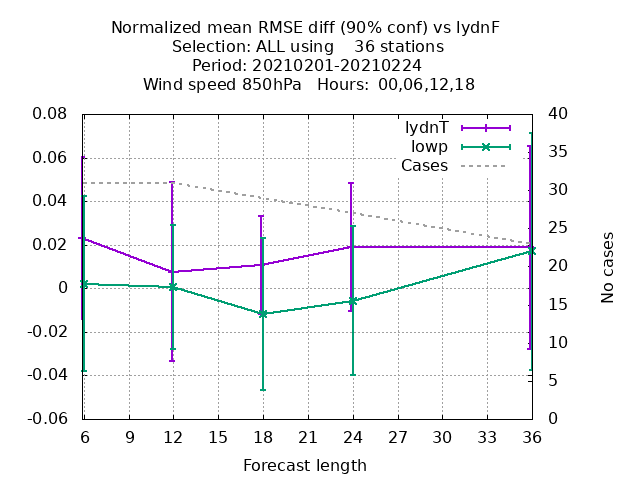 Normalized mean RMSE diff (90% conf) vs lydnF
Selection: ALL using    36 stations
Period: 20210201-20210224
Wind speed 850hPa   Hours:  00,06,12,18
0.08
0.06
0.04
0.02
0
-0.02
-0.04
-0.06
40
35
30
25
20
15
10
5
0
lydnT
lowp
Cases
No cases
6 9 12 15 18 21 24 27 30 33 36
Forecast length